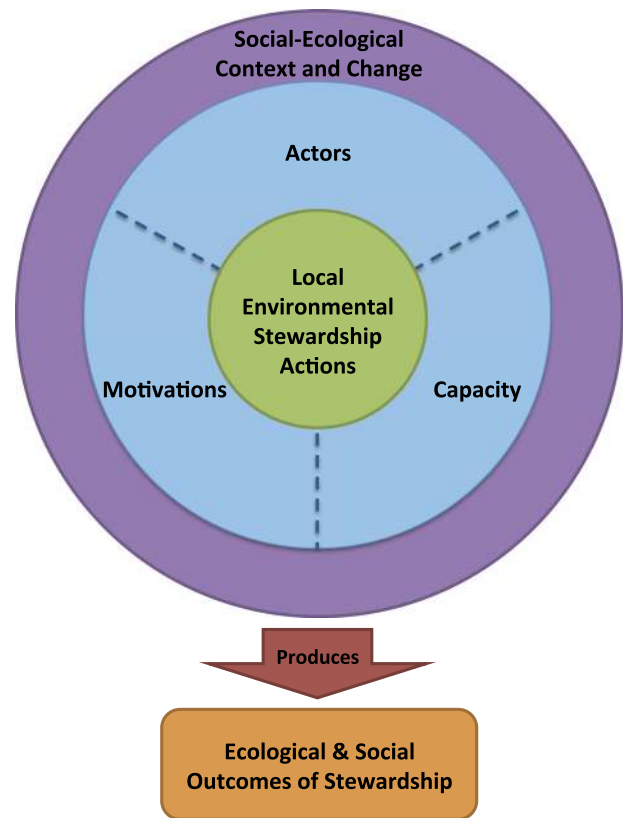 Social-Ecological
Context and Change
Actors
Local
Environmental
Stewardship
Actions
Motivations
Capacity
Produces
Ecological & Social
Outcomes of Stewardship